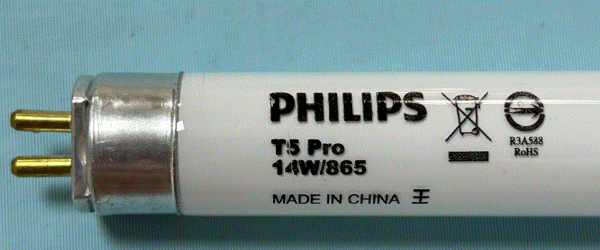 PHILIPS
T5 Pro
14W/865
MADE IN CHINA 王
R3A588
RoHS